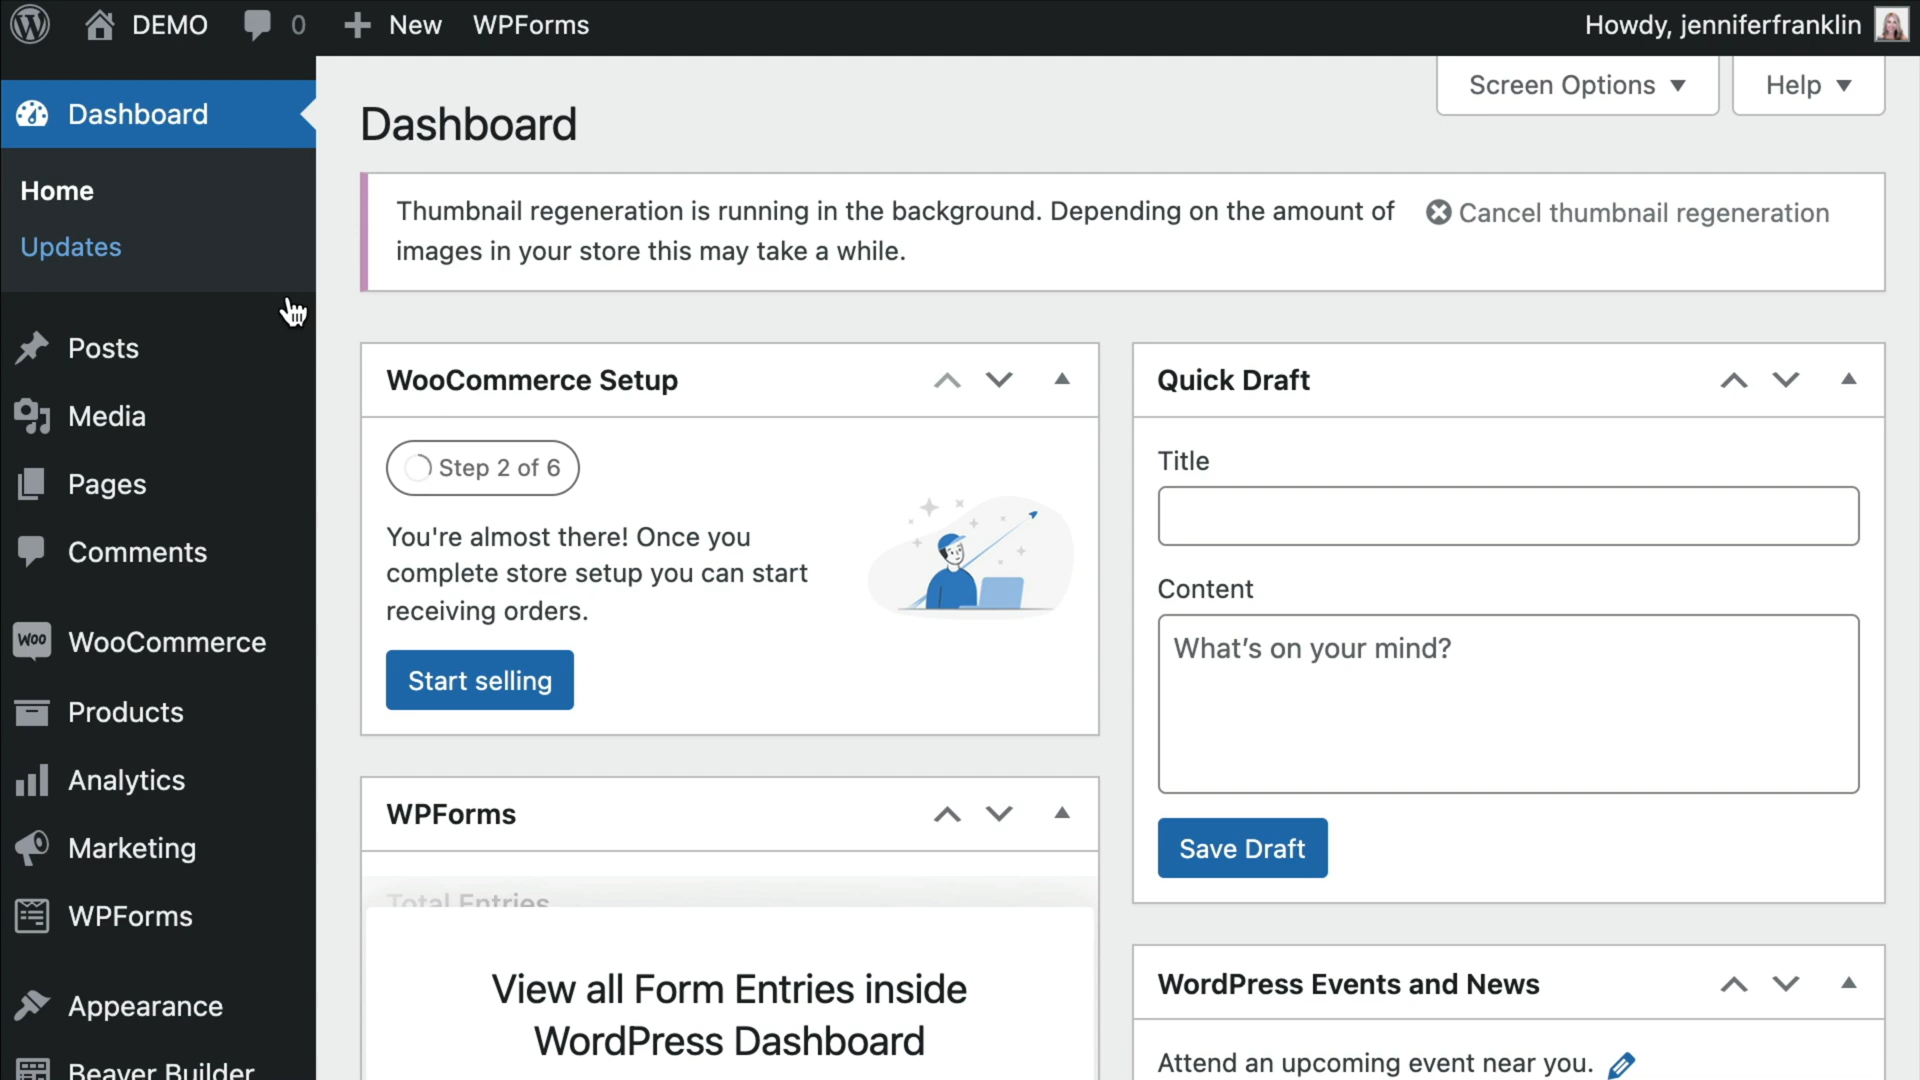 DEMO 0 New WPForms Howdy, jenniferfranklin
Dashboard
Home
Updates
Posts
Media
Pages
Comments
Woo WooCommerce
Products
Analytics
Marketing
WPForms
Appearance
Beaver Builder
Screen Options Help
Dashboard
Thumbnail regeneration is running in the background. Depending on the amount of
images in your store this may take a while.
Cancel thumbnail regeneration
WooCommerce Setup
Step 2 of 6
You're almost there! Once you
complete store setup you can start
receiving orders.
Start selling
WPForms
Total Entries
View all Form Entries inside
WordPress Dashboard
Quick Draft
Title
Content
What's on your mind?
Save Draft
WordPress Events and News
Attend an upcoming event near you.